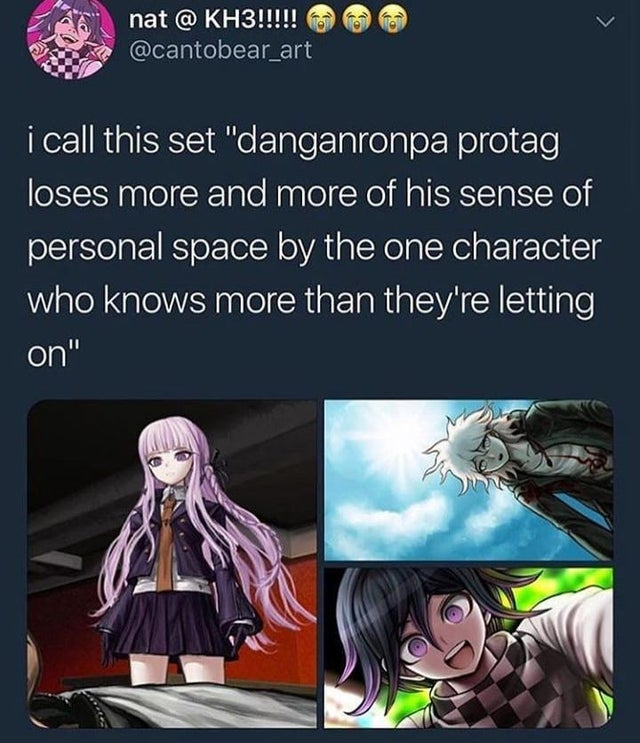 nat @ KH3!!!!! 😭😭😭
@cantobear_art
i call this set "danganronpa protag
loses more and more of his sense of
personal space by the one character
who knows more than they're letting
on"